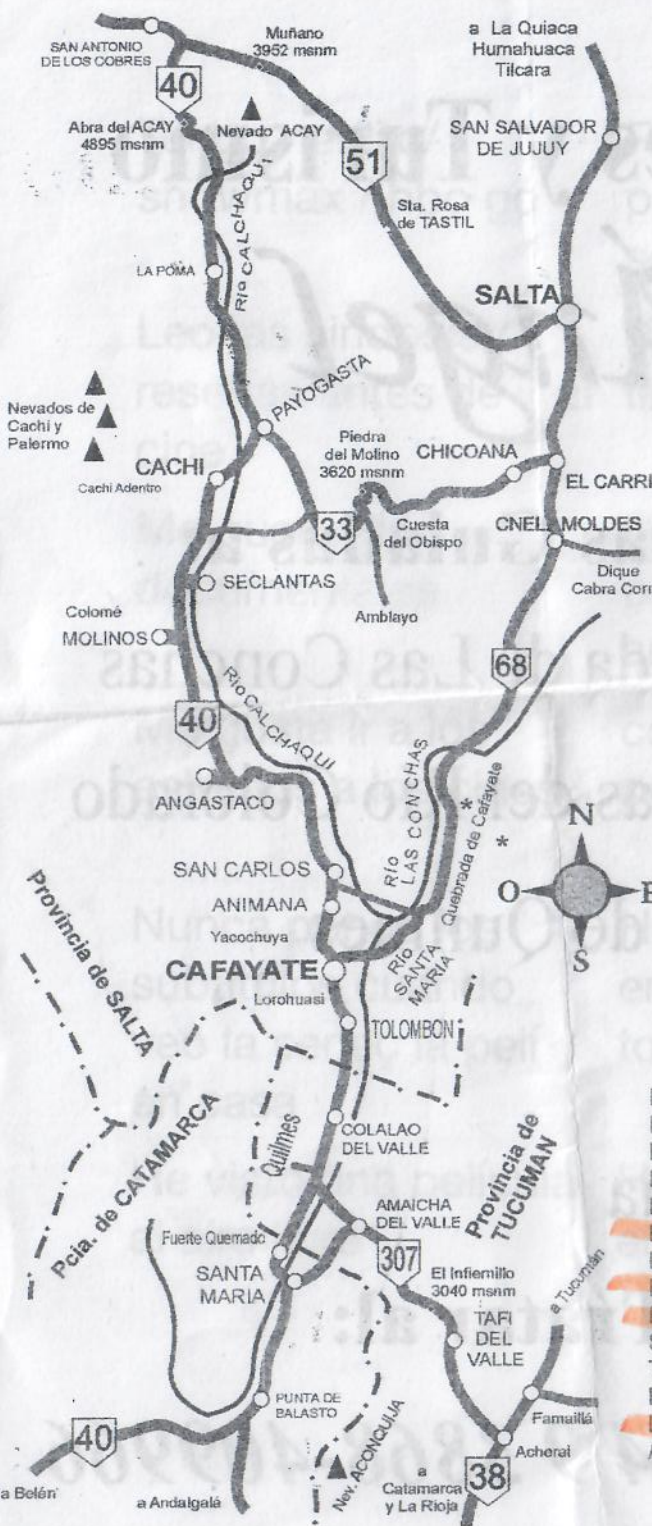 Muñano
3952 msnm
a La Quiaca
Humahuaca
Tilcara
SAN ANTONIO
DE LOS COBRES
40
Abra del ACAY
4895 msnm
Nevado ACAY
51
SAN SALVADOR
DE JUJUY
Sta. Rosa
de TASTIL
Río CALCHAQUI
LA POMA
SALTA
PAYOGASTA
Nevados de
Cachi y
Palermo
CACHI
Cachi Adentro
Piedra
del Molino
3620 msnm
CHICOANA
EL CARRI
33
Cuesta
del Obispo
CNEL. MOLDES
Dique
Cabra Corr
SECLANTAS
Amblayo
Colomé
MOLINOS
68
Río CALCHAQUI
40
ANGASTACO
Río
LAS CONCHAS
Quebrada de Cafayate
*
*
N
O
E
S
SAN CARLOS
ANIMANA
Yacochuya
Río
SANTA
MARIA
CAFAYATE
Lorohuasi
TOLOMBON
Provincia de
SALTA
Pcia. de CATAMARCA
COLALAO
DEL VALLE
Quilmes
Provincia de
TUCUMAN
AMAICHA
DEL VALLE
Fuerte Quemado
SANTA
MARIA
307
El Infiernillo
3040 msnm
a Tucumán
TAFI
DEL
VALLE
PUNTA DE
BALASTO
Famaillá
Acheral
40
38
Nev. ACONQUIJA
a Belén
a Andalgalá
a
Catamarca
y La Rioja